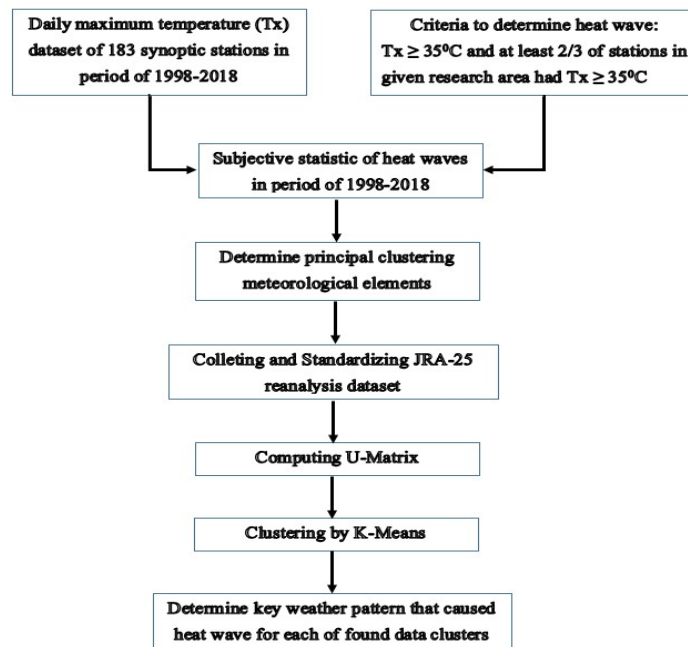 Daily maximum temperature (Tx)
dataset of 183 synoptic stations in
period of 1998-2018
Criteria to determine heat wave:
Tx ≥ 35⁰C and at least 2/3 of stations in
given research area had Tx ≥ 35⁰C
Subjective statistic of heat waves
in period of 1998-2018
Determine principal clustering
meteorological elements
Colleting and Standardizing JRA-25
reanalysis dataset
Computing U-Matrix
Clustering by K-Means
Determine key weather pattern that caused
heat wave for each of found data clusters